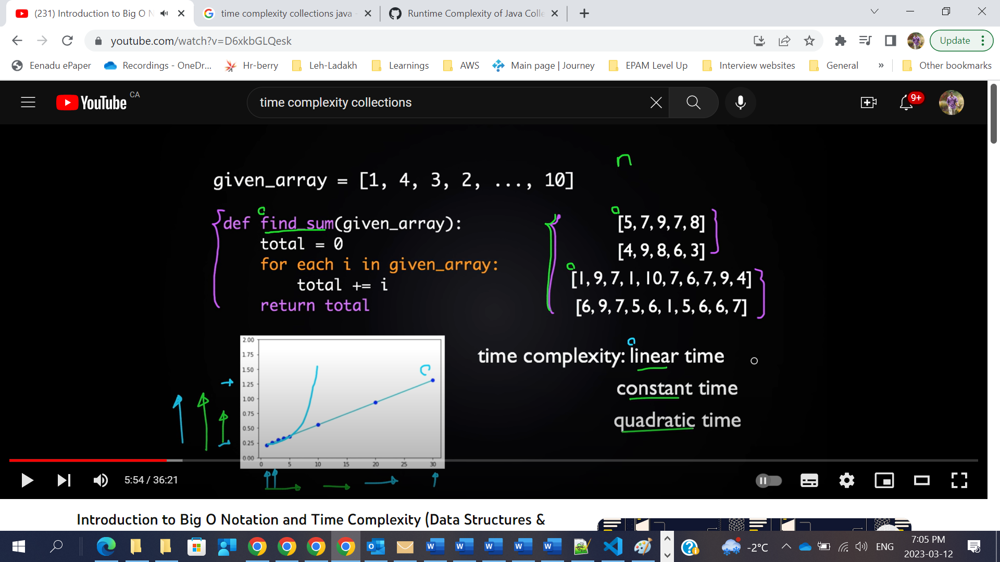 (231) Introduction to Big O N
time complexity collections java -
Runtime Complexity of Java Colle
youtube.com/watch?v=D6xkbGLQesk
Update
Eenadu ePaper
Recordings - OneDr...
Hr-berry
Leh-Ladakh
Learnings
AWS
Main page | Journey
EPAM Level Up
Interview websites
General
»
Other bookmarks
YouTube CA
time complexity collections
9+
n
given_array = [1, 4, 3, 2, ..., 10]
def find_sum(given_array):
total = 0
for each i in given_array:
total += i
return total
[5, 7, 9, 7, 8]
[4, 9, 8, 6, 3]
[1, 9, 7, 1, 10, 7, 6, 7, 9, 4]
[6, 9, 7, 5, 6, 1, 5, 6, 6, 7]
2.00
1.75
1.50
1.25
1.00
0.75
0.50
0.25
0.00
0 5 10 15 20 25 30
time complexity: linear time
constant time
quadratic time
5:54 / 36:21
Introduction to Big O Notation and Time Complexity (Data Structures &
-2°C
ENG
7:05 PM
2023-03-12